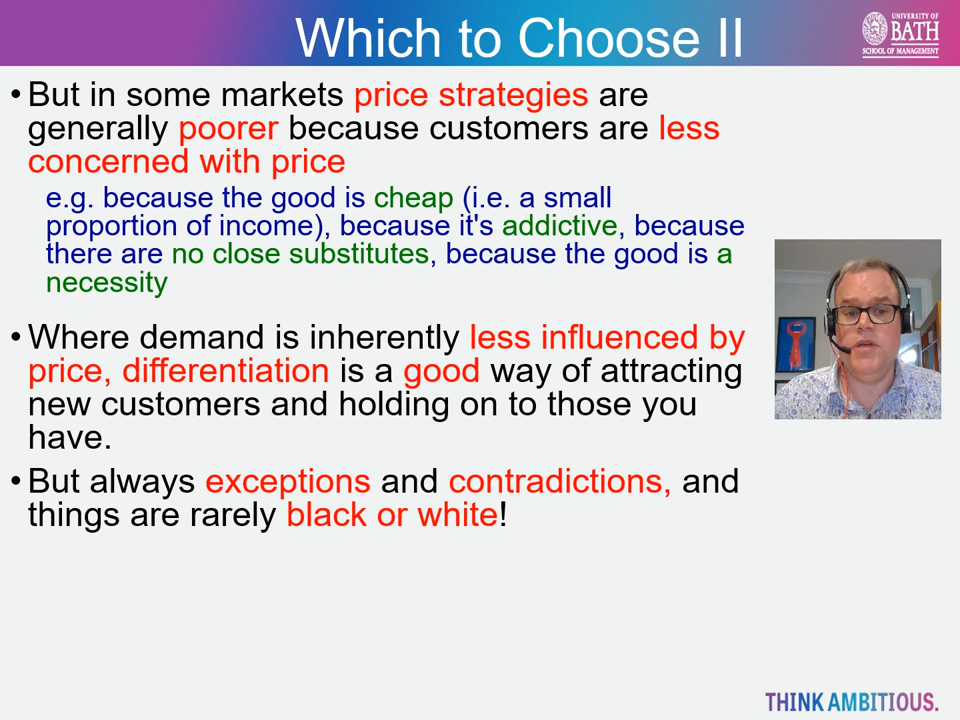 Which to Choose II
UNIVERSITY OF
BATH
SCHOOL OF MANAGEMENT
• But in some markets price strategies are
generally poorer because customers are less
concerned with price
e.g. because the good is cheap (i.e. a small
proportion of income), because it's addictive, because
there are no close substitutes, because the good is a
necessity
• Where demand is inherently less influenced by
price, differentiation is a good way of attracting
new customers and holding on to those you
have.
• But always exceptions and contradictions, and
things are rarely black or white!
THINK AMBITIOUS.